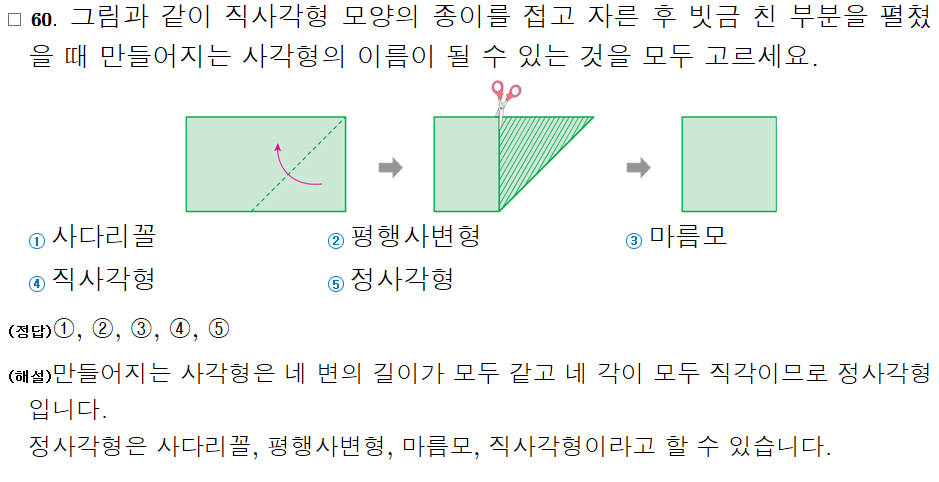 □ 60. 그림과 같이 직사각형 모양의 종이를 접고 자른 후 빗금 친 부분을 펼쳤
을 때 만들어지는 사각형의 이름이 될 수 있는 것을 모두 고르세요.
① 사다리꼴 ② 평행사변형 ③ 마름모
④ 직사각형 ⑤ 정사각형
(정답)①, ②, ③, ④, ⑤
(해설)만들어지는 사각형은 네 변의 길이가 모두 같고 네 각이 모두 직각이므로 정사각형
입니다.
정사각형은 사다리꼴, 평행사변형, 마름모, 직사각형이라고 할 수 있습니다.